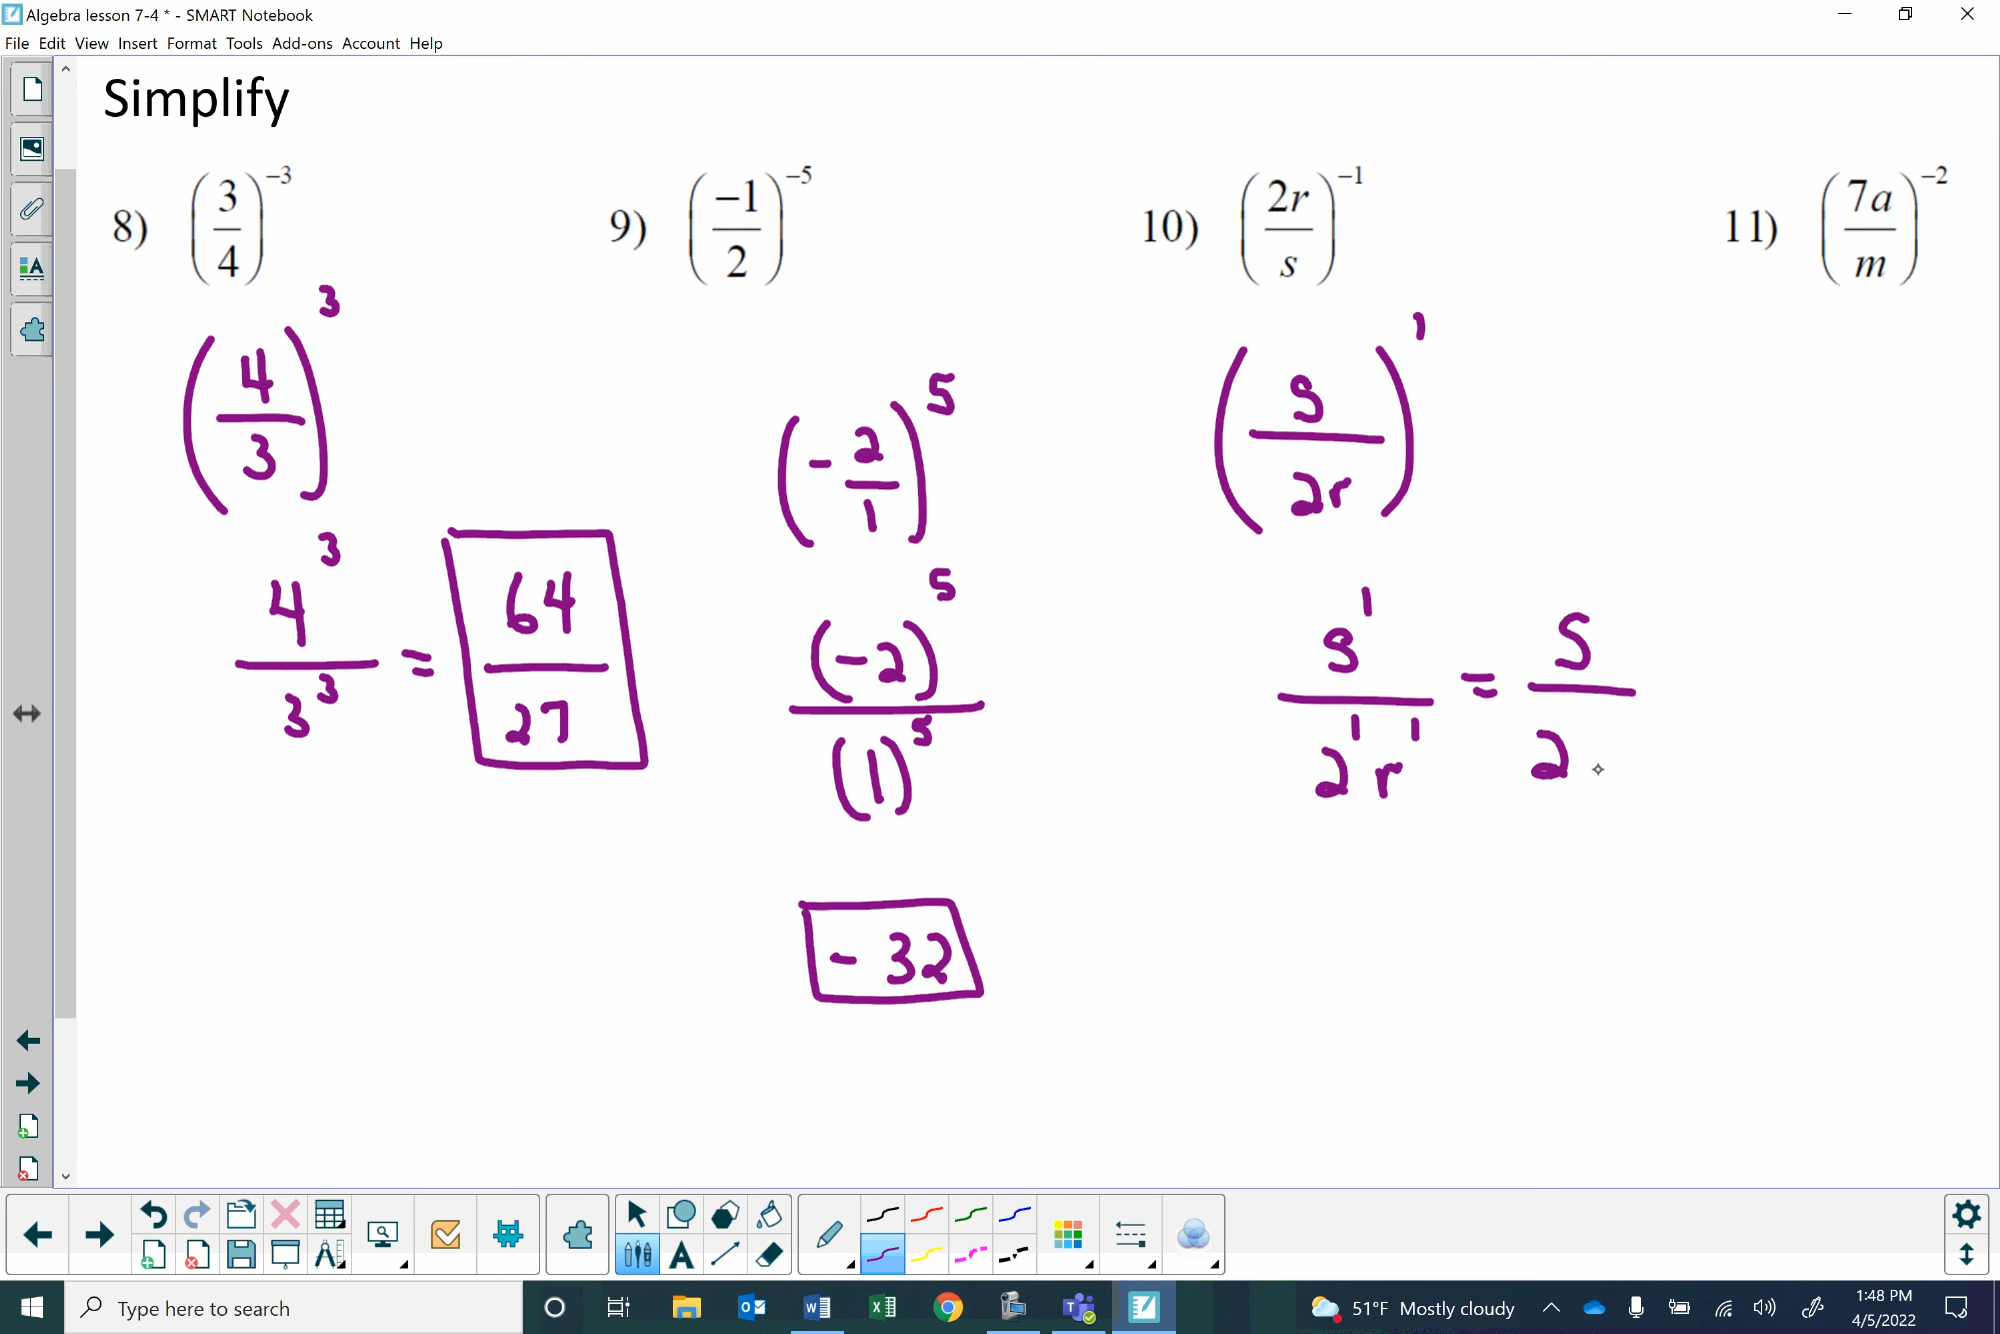 Algebra lesson 7-4 * - SMART Notebook
File Edit View Insert Format Tools Add-ons Account Help
Simplify
8) (3/4)^-3
9) (-1/2)^-5
10) (2r/s)^-1
11) (7a/m)^-2
(4/3)^3
4^3/3^3 = 64/27
(-2/1)^5
(-2)^5/(1)^5
-32
(s/2r)^1
s^1/2^1r^1 = s/2
Type here to search
51°F Mostly cloudy
1:48 PM
4/5/2022